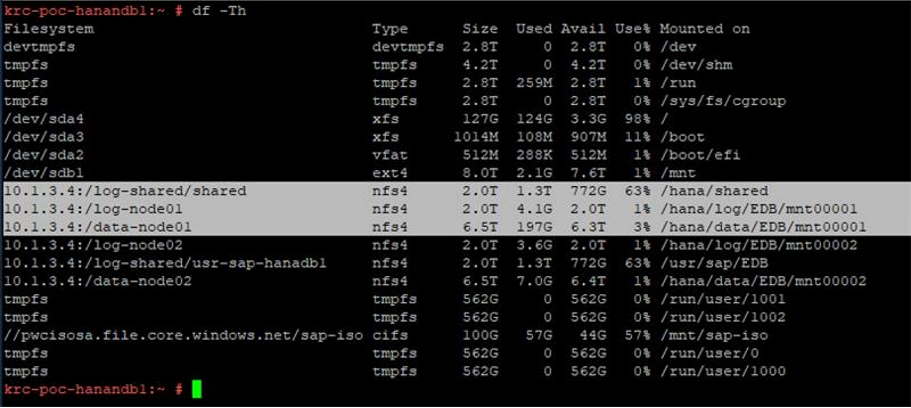 krc-poc-hanandb1:~ # df -Th
Filesystem Type Size Used Avail Use% Mounted on
devtmpfs devtmpfs 2.8T 0 2.8T 0% /dev
tmpfs tmpfs 4.2T 0 4.2T 0% /dev/shm
tmpfs tmpfs 2.8T 259M 2.8T 1% /run
tmpfs tmpfs 2.8T 0 2.8T 0% /sys/fs/cgroup
/dev/sda4 xfs 127G 124G 3.3G 98% /
/dev/sda3 xfs 1014M 108M 907M 11% /boot
/dev/sda2 vfat 512M 288K 512M 1% /boot/efi
/dev/sdb1 ext4 8.0T 2.1G 7.6T 1% /mnt
10.1.3.4:/log-shared/shared nfs4 2.0T 1.3T 772G 63% /hana/shared
10.1.3.4:/log-node01 nfs4 2.0T 4.1G 2.0T 1% /hana/log/EDB/mnt00001
10.1.3.4:/data-node01 nfs4 6.5T 197G 6.3T 3% /hana/data/EDB/mnt00001
10.1.3.4:/log-node02 nfs4 2.0T 3.6G 2.0T 1% /hana/log/EDB/mnt00002
10.1.3.4:/log-shared/usr-sap-hanadb1 nfs4 2.0T 1.3T 772G 63% /usr/sap/EDB
10.1.3.4:/data-node02 nfs4 6.5T 7.0G 6.4T 1% /hana/data/EDB/mnt00002
tmpfs tmpfs 562G 0 562G 0% /run/user/1001
tmpfs tmpfs 562G 0 562G 0% /run/user/1002
//pwcisosa.file.core.windows.net/sap-iso cifs 100G 57G 44G 57% /mnt/sap-iso
tmpfs tmpfs 562G 0 562G 0% /run/user/0
tmpfs tmpfs 562G 0 562G 0% /run/user/1000
krc-poc-hanandb1:~ #